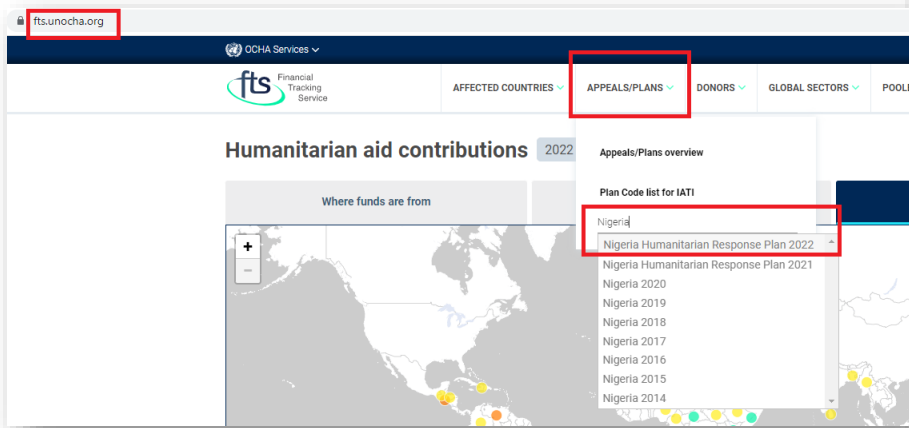 fts.unocha.org
OCHA Services
fts Financial Tracking Service
AFFECTED COUNTRIES APPEALS/PLANS DONORS GLOBAL SECTORS
Humanitarian aid contributions 2022
Appeals/Plans overview
Plan Code list for IATI
Where funds are from
Nigeria
+
Nigeria Humanitarian Response Plan 2022
−
Nigeria Humanitarian Response Plan 2021
Nigeria 2020
Nigeria 2019
Nigeria 2018
Nigeria 2017
Nigeria 2016
Nigeria 2015
Nigeria 2014